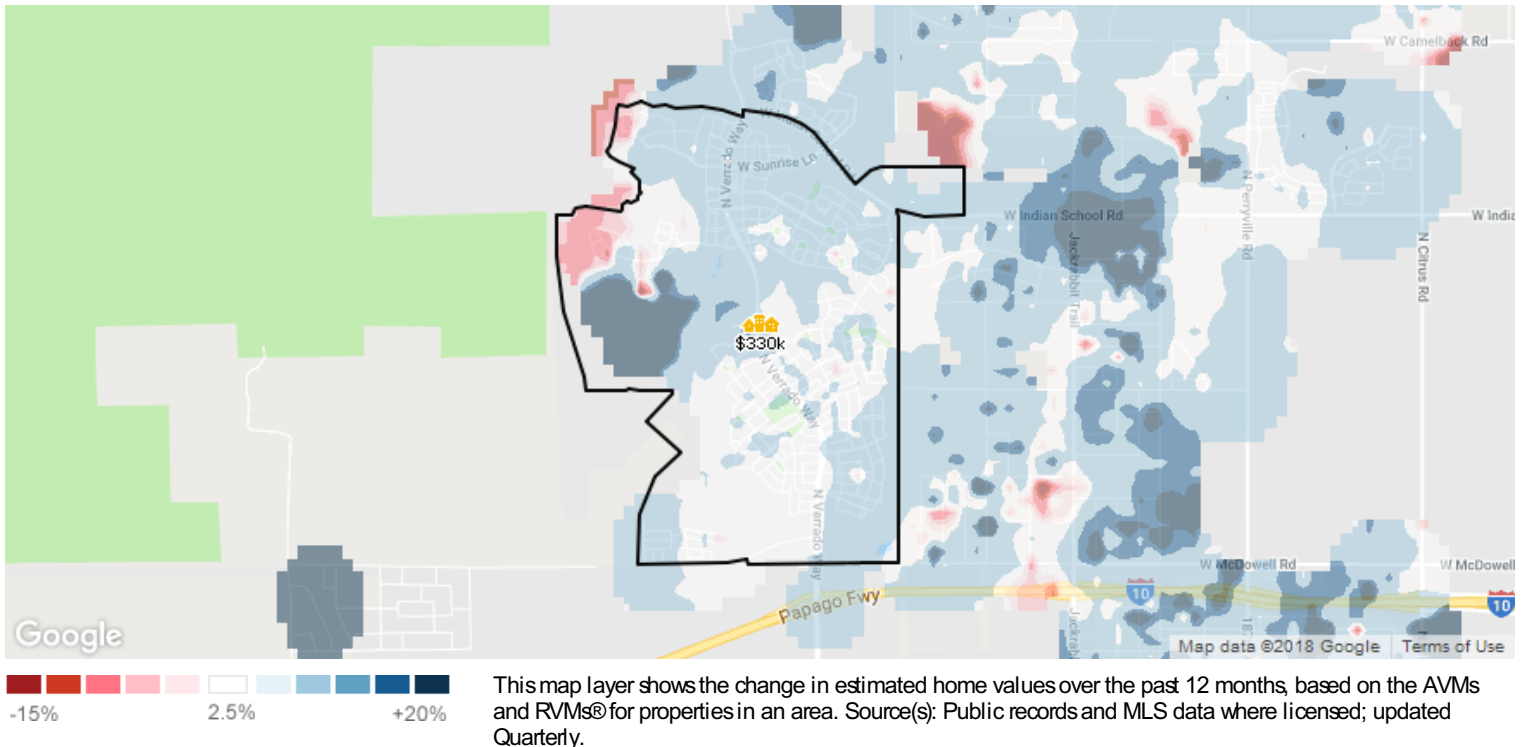 W Camelback Rd
N Verrado Way
W Sunrise Ln
N Perryville Rd
W Indian School Rd
W India
Jackrabbit Trail
N Citrus Rd
$330k
N Verrado Way
N Verrado Way
W McDowell Rd
W McDowell
Papago Fwy
10
10
Jackrabb
187
Google
Map data ©2018 Google
Terms of Use
-15%
2.5%
+20%
This map layer shows the change in estimated home values over the past 12 months, based on the AVMs
and RVMs® for properties in an area. Source(s): Public records and MLS data where licensed; updated
Quarterly.